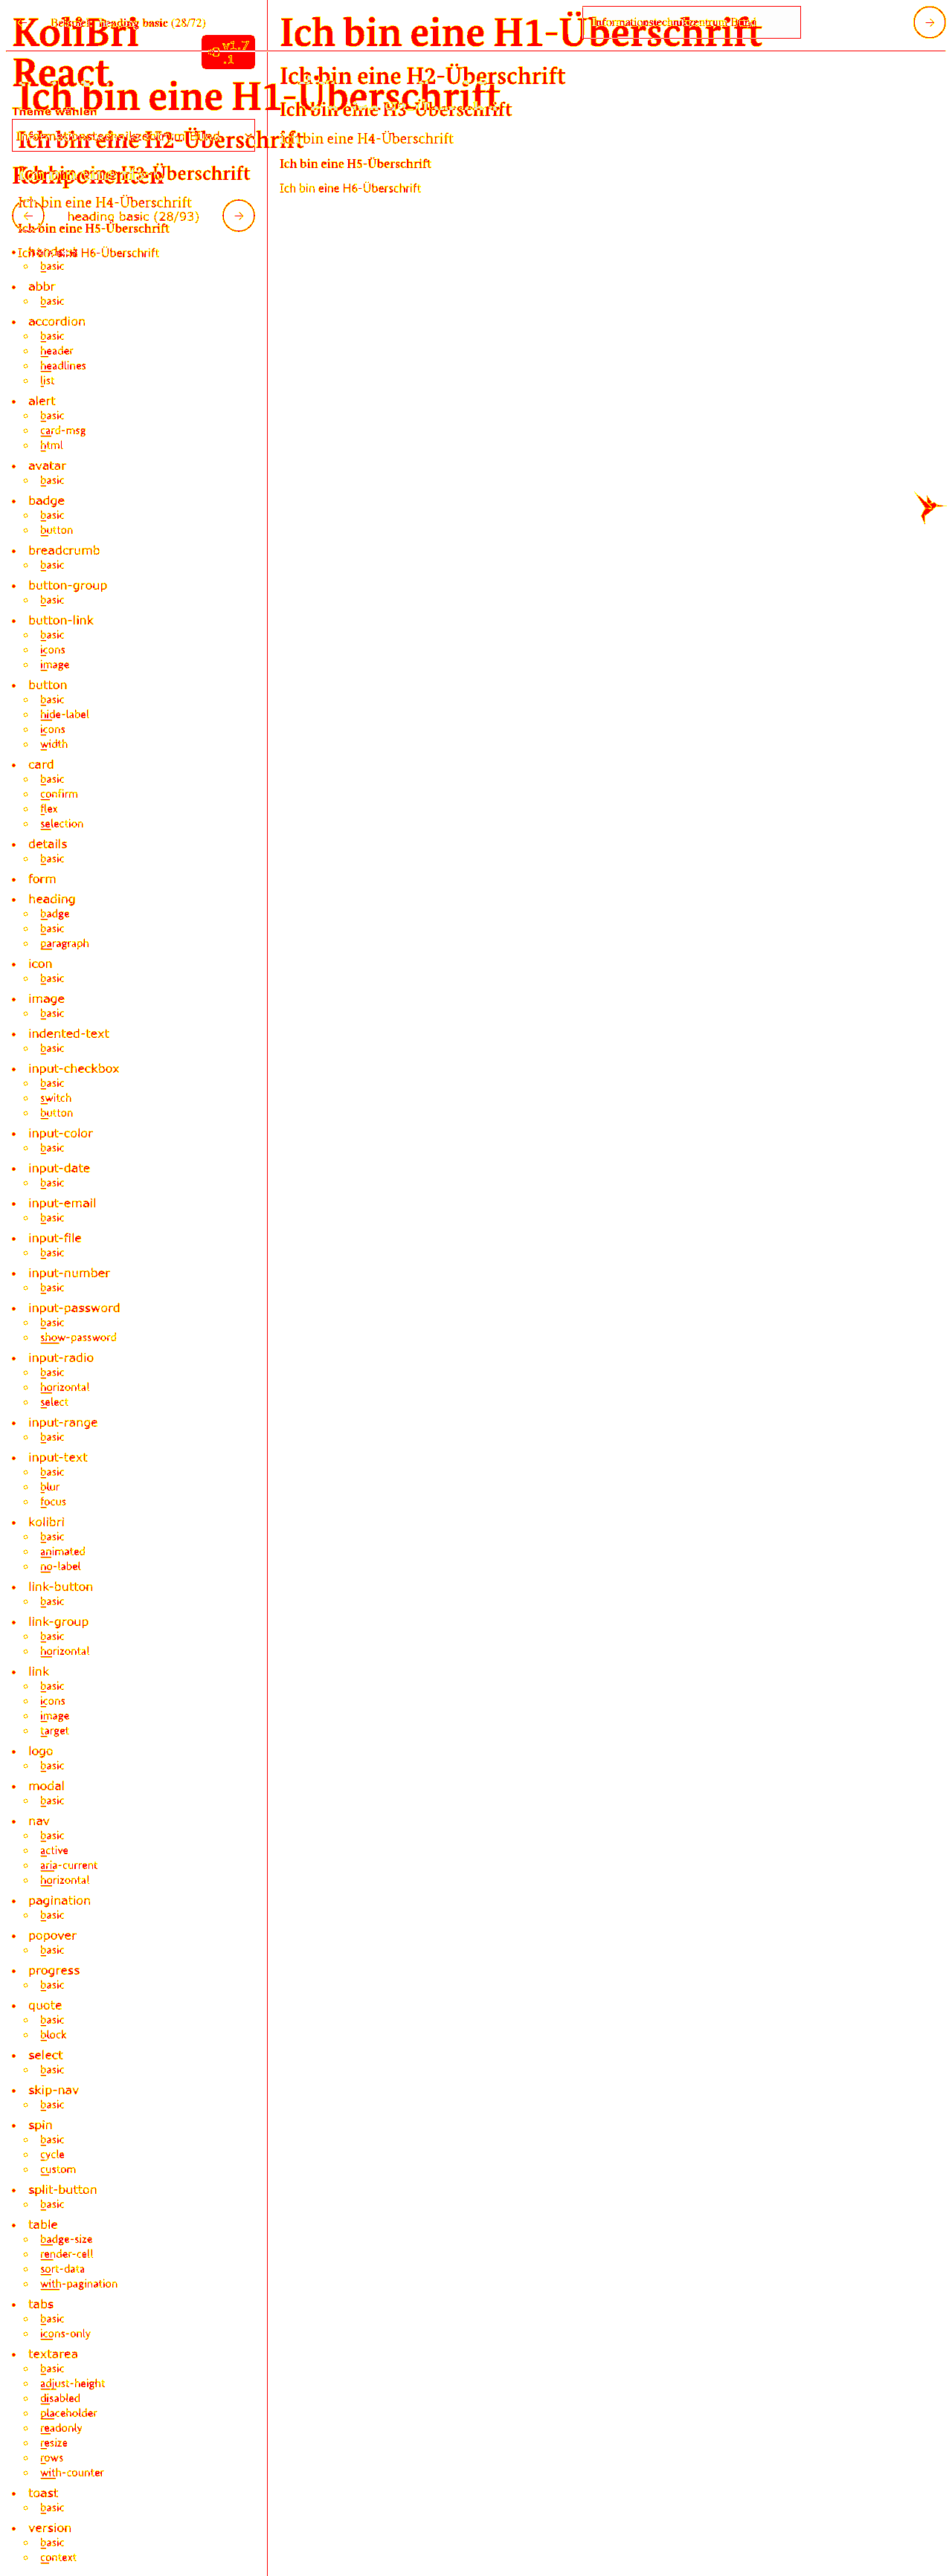 heading basic (28/72)
KoliBri
React
v1.7
.1
Ich bin eine H1-Überschrift
Informationstechnikzentrum Bund
Ich bin eine H2-Überschrift
Ich bin eine H3-Überschrift
Ich bin eine H4-Überschrift
Ich bin eine H5-Überschrift
Ich bin eine H6-Überschrift
Ich bin eine H1-Überschrift
Theme wählen
Informationstechnikzentrum Bund
Ich bin eine H2-Überschrift
Komponenten
Ich bin eine H3-Überschrift
Ich bin eine H4-Überschrift
heading basic (28/93)
Ich bin eine H5-Überschrift
Ich bin eine H6-Überschrift
basic
abbr
basic
accordion
basic
header
headlines
list
alert
basic
card-msg
html
avatar
basic
badge
basic
button
breadcrumb
basic
button-group
basic
button-link
basic
icons
image
button
basic
hide-label
icons
width
card
basic
confirm
flex
selection
details
basic
form
heading
badge
basic
paragraph
icon
basic
image
basic
indented-text
basic
input-checkbox
basic
switch
button
input-color
basic
input-date
basic
input-email
basic
input-file
basic
input-number
basic
input-password
basic
show-password
input-radio
basic
horizontal
select
input-range
basic
input-text
basic
blur
focus
kolibri
basic
animated
no-label
link-button
basic
link-group
basic
horizontal
link
basic
icons
image
target
logo
basic
modal
basic
nav
basic
active
aria-current
horizontal
pagination
basic
popover
basic
progress
basic
quote
basic
block
select
basic
skip-nav
basic
spin
basic
cycle
custom
split-button
basic
table
badge-size
render-cell
sort-data
with-pagination
tabs
basic
icons-only
textarea
basic
adjust-height
disabled
placeholder
readonly
resize
rows
with-counter
toast
basic
version
basic
context